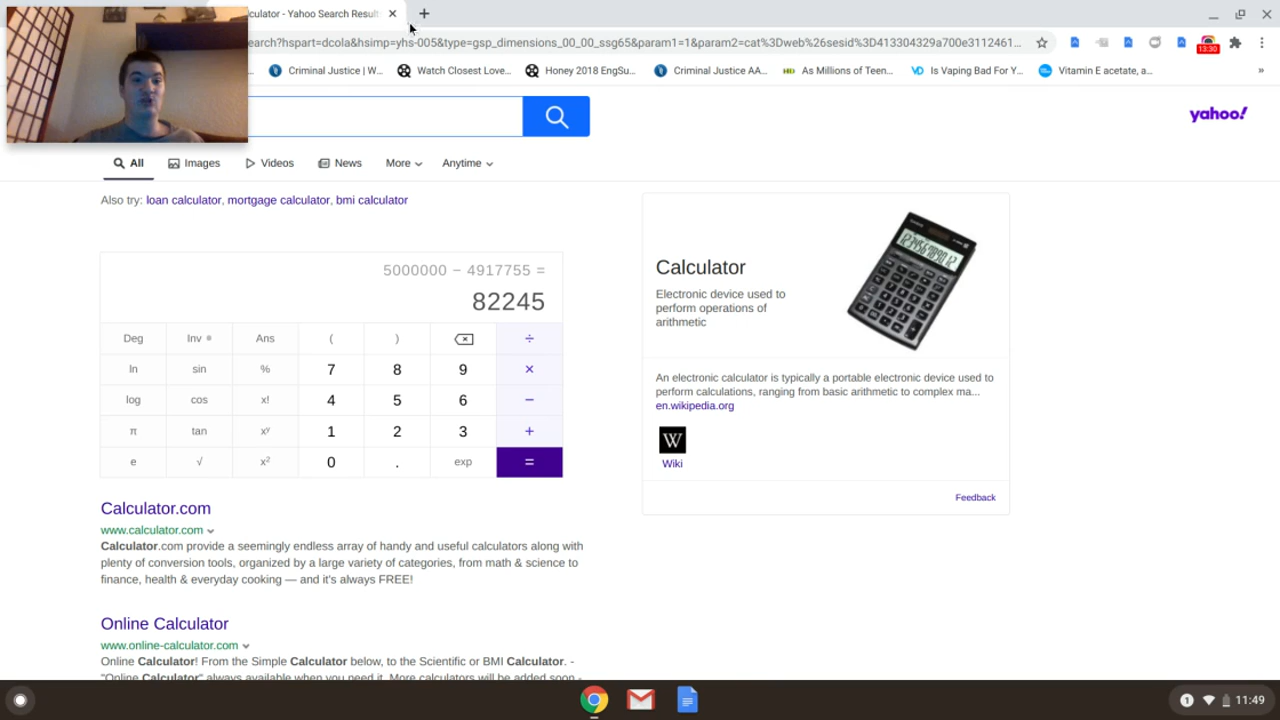 culator - Yahoo Search Result
earch?hspart=dcola&hsimp=yhs-005&type=gsp_dimensions_00_00_ssg65&param1=1&param2=cat%3Dweb%26sesid%3D413304329a700e3112461...
13:30
Criminal Justice | W...
Watch Closest Love...
Honey 2018 EngSu...
Criminal Justice AA...
As Millions of Teen...
Is Vaping Bad For Y...
Vitamin E acetate, a...
»
yahoo!
All
Images
Videos
News
More
Anytime
Also try: loan calculator, mortgage calculator, bmi calculator
5000000 − 4917755 =
82245
Deg Inv Ans ( ) ÷
ln sin % 7 8 9 ×
log cos x! 4 5 6 −
π tan xʸ 1 2 3 +
e √ x² 0 . exp =
Calculator
Electronic device used to
perform operations of
arithmetic
An electronic calculator is typically a portable electronic device used to
perform calculations, ranging from basic arithmetic to complex ma...
en.wikipedia.org
W
Wiki
Feedback
Calculator.com
www.calculator.com
Calculator.com provide a seemingly endless array of handy and useful calculators along with
plenty of conversion tools, organized by a large variety of categories, from math & science to
finance, health & everyday cooking — and it's always FREE!
Online Calculator
www.online-calculator.com
Online Calculator! From the Simple Calculator below, to the Scientific or BMI Calculator. -
"Online Calculator" always available when you need it. More calculators will be added soon -
1
11:49